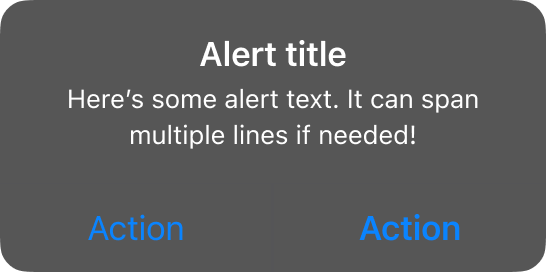 Alert title
Here’s some alert text. It can span
multiple lines if needed!
Action Action